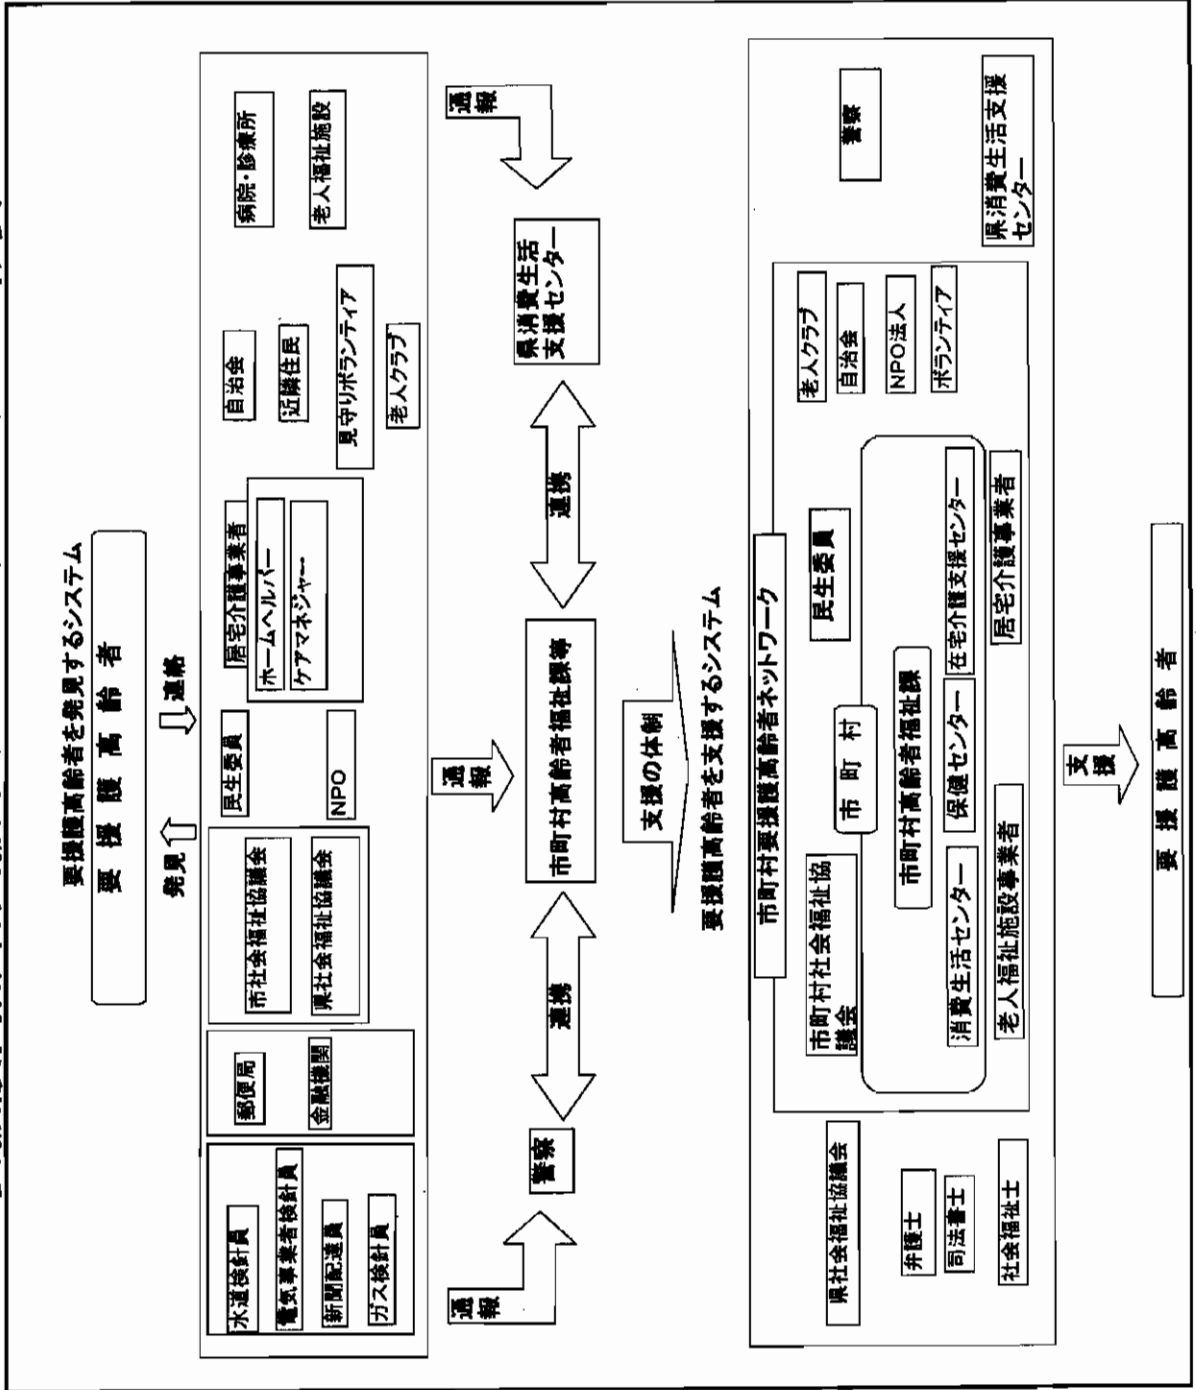 要援護高齢者を発見するシステム
要援護高齢者
発見
連絡
水道検針員
電気事業者検針員
新聞配達員
ガス検針員
郵便局
金融機関
市社会福祉協議会
県社会福祉協議会
民生委員
NPO
居宅介護事業者
ホームヘルパー
ケアマネジャー
自治会
近隣住民
見守りボランティア
老人クラブ
病院・診療所
老人福祉施設
通報
通報
通報
警察
連携
市町村高齢者福祉課等
連携
県消費生活
支援センター
支援の体制
要援護高齢者を支援するシステム
市町村要援護高齢者ネットワーク
県社会福祉協議会
弁護士
司法書士
社会福祉士
市町村社会福祉協
議会
市町村
民生委員
市町村高齢者福祉課
消費生活センター
保健センター
在宅介護支援センター
老人福祉施設事業者
居宅介護事業者
老人クラブ
自治会
NPO法人
ボランティア
警察
県消費生活支援
センター
支援
要援護高齢者